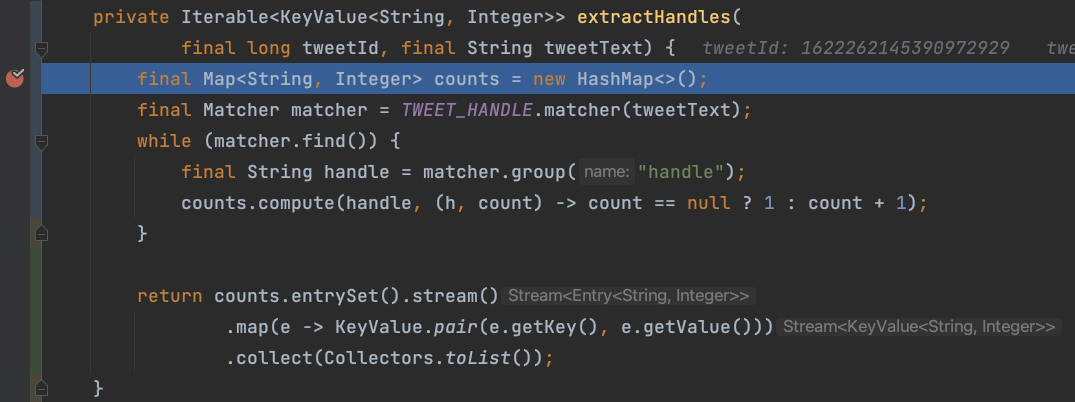 private Iterable<KeyValue<String, Integer>> extractHandles(
        final long tweetId, final String tweetText) {   tweetId: 1622262145390972929
    final Map<String, Integer> counts = new HashMap<>();
    final Matcher matcher = TWEET_HANDLE.matcher(tweetText);
    while (matcher.find()) {
        final String handle = matcher.group( name: "handle");
        counts.compute(handle, (h, count) -> count == null ? 1 : count + 1);
    }
    return counts.entrySet().stream() Stream<Entry<String, Integer>>
            .map(e -> KeyValue.pair(e.getKey(), e.getValue())) Stream<KeyValue<String, Integer>>
            .collect(Collectors.toList());
}